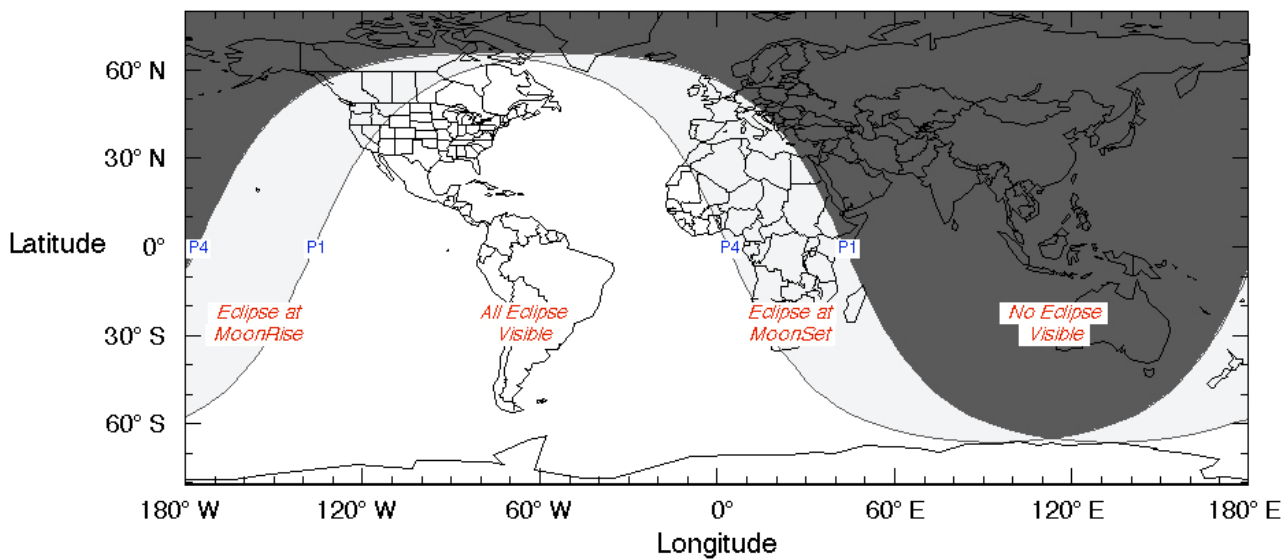 60° N
30° N
Latitude
0°
P4
P1
P4
P1
Eclipse at
MoonRise
All Eclipse
Visible
Eclipse at
MoonSet
No Eclipse
Visible
30° S
60° S
180° W
120° W
60° W
0°
60° E
120° E
180° E
Longitude